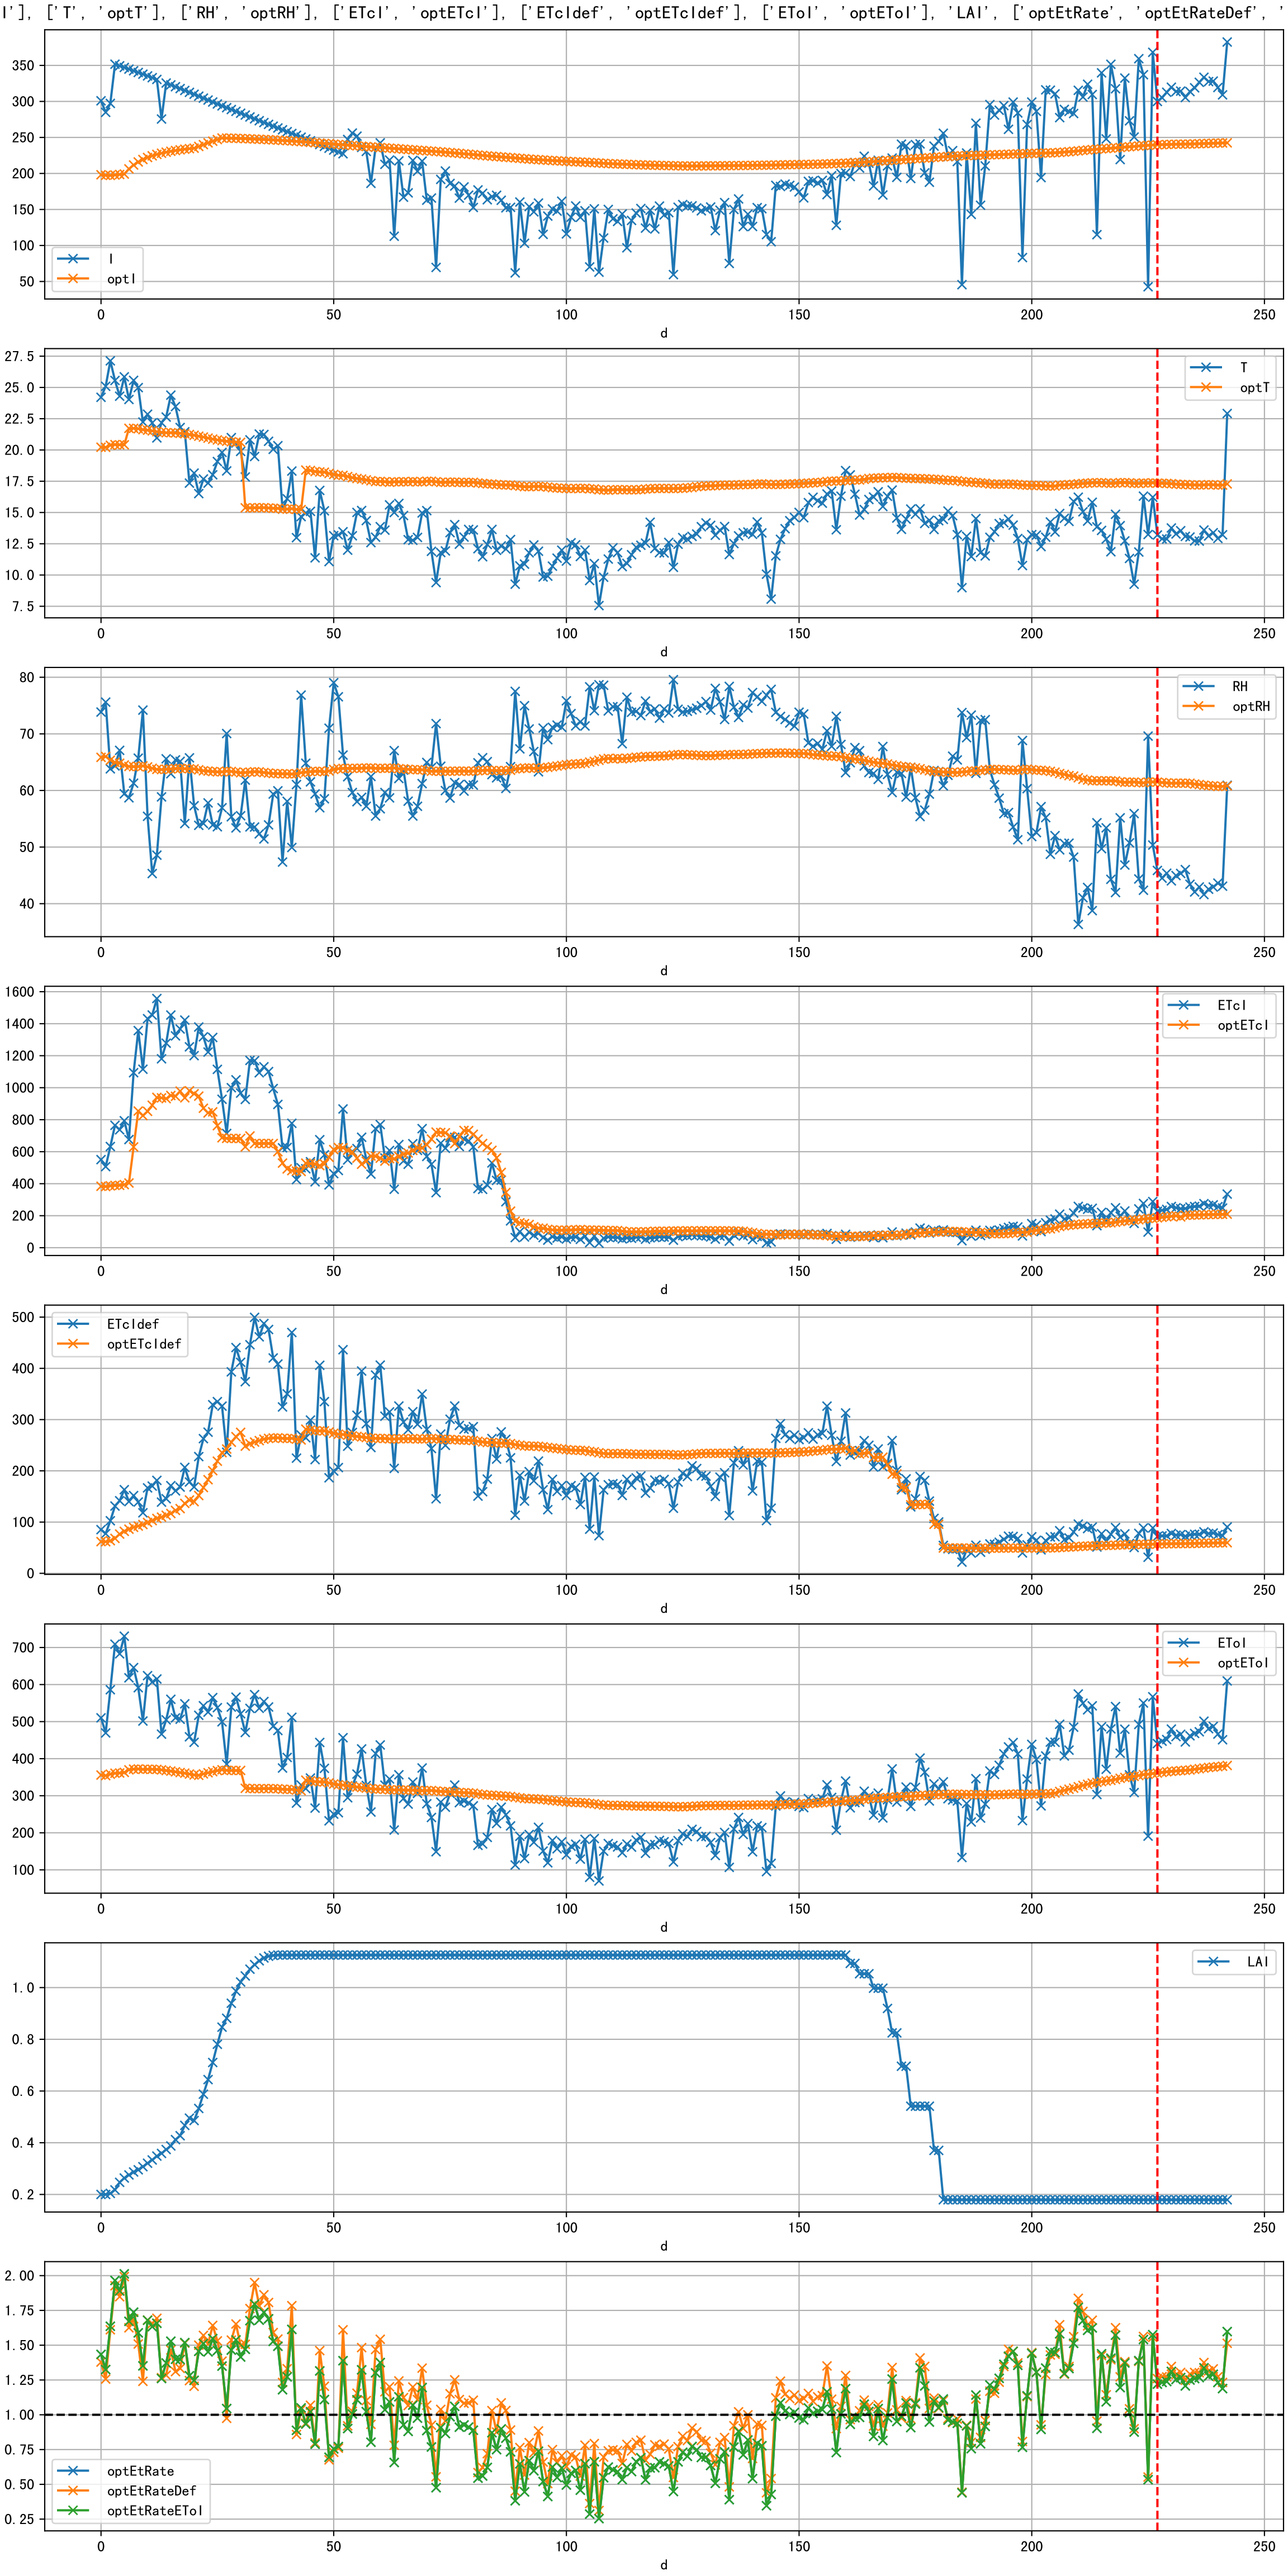 I'], ['T', 'optT'], ['RH', 'optRH'], ['ETcI', 'optETcI'], ['ETcIdef', 'optETcIdef'], ['EToI', 'optEToI'], 'LAI', ['optEtRate', 'optEtRateDef', '
350
300
250
200
150
100
50
I
optI
0 50 100 150 200 250
d
27.5
25.0
22.5
20.0
17.5
15.0
12.5
10.0
7.5
T
optT
0 50 100 150 200 250
d
80
70
60
50
40
RH
optRH
0 50 100 150 200 250
d
1600
1400
1200
1000
800
600
400
200
0
ETcI
optETcI
0 50 100 150 200 250
d
500
400
300
200
100
0
ETcIdef
optETcIdef
0 50 100 150 200 250
d
700
600
500
400
300
200
100
EToI
optEToI
0 50 100 150 200 250
d
1.0
0.8
0.6
0.4
0.2
LAI
0 50 100 150 200 250
d
2.00
1.75
1.50
1.25
1.00
0.75
0.50
0.25
optEtRate
optEtRateDef
optEtRateEToI
0 50 100 150 200 250
d